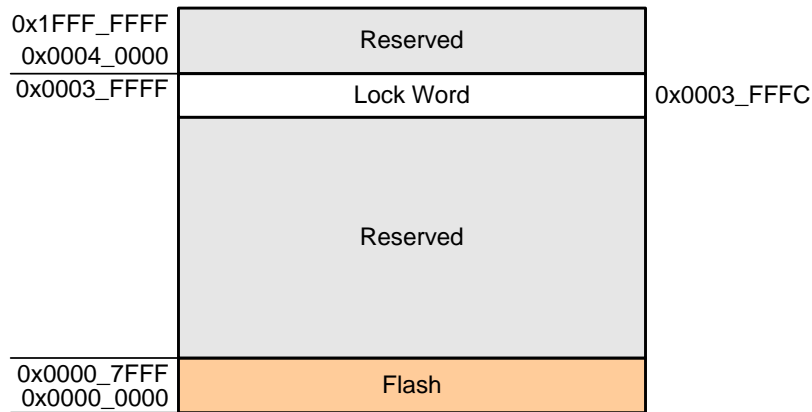 0x1FFF_FFFF
Reserved
0x0004_0000
0x0003_FFFF
Lock Word
0x0003_FFFC
Reserved
0x0000_7FFF
Flash
0x0000_0000